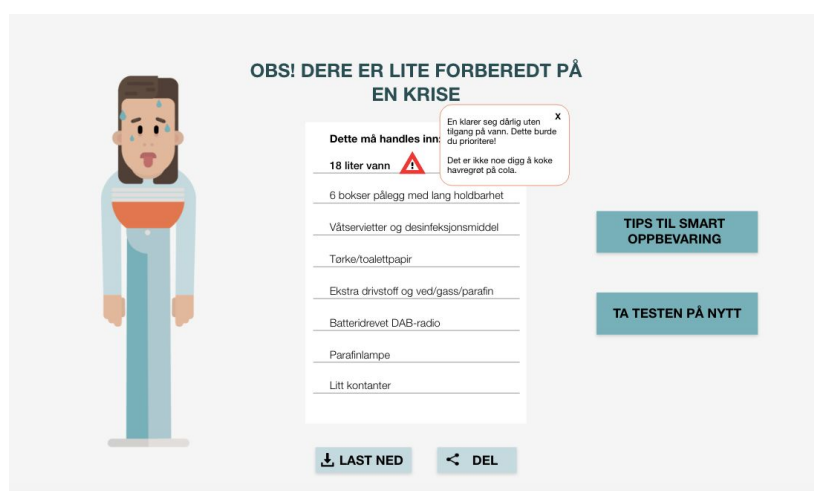 OBS! DERE ER LITE FORBEREDT PÅ
EN KRISE
Dette må handles inn:
18 liter vann
En klarer seg dårlig uten
tilgang på vann. Dette burde
du prioritere!
Det er ikke noe digg å koke
havregrøt på cola.
X
6 bokser pålegg med lang holdbarhet
Våtservietter og desinfeksjonsmiddel
Tørke/toalettpapir
Ekstra drivstoff og ved/gass/parafin
Batteridrevet DAB-radio
Parafinlampe
Litt kontanter
TIPS TIL SMART
OPPBEVARING
TA TESTEN PÅ NYTT
LAST NED
DEL